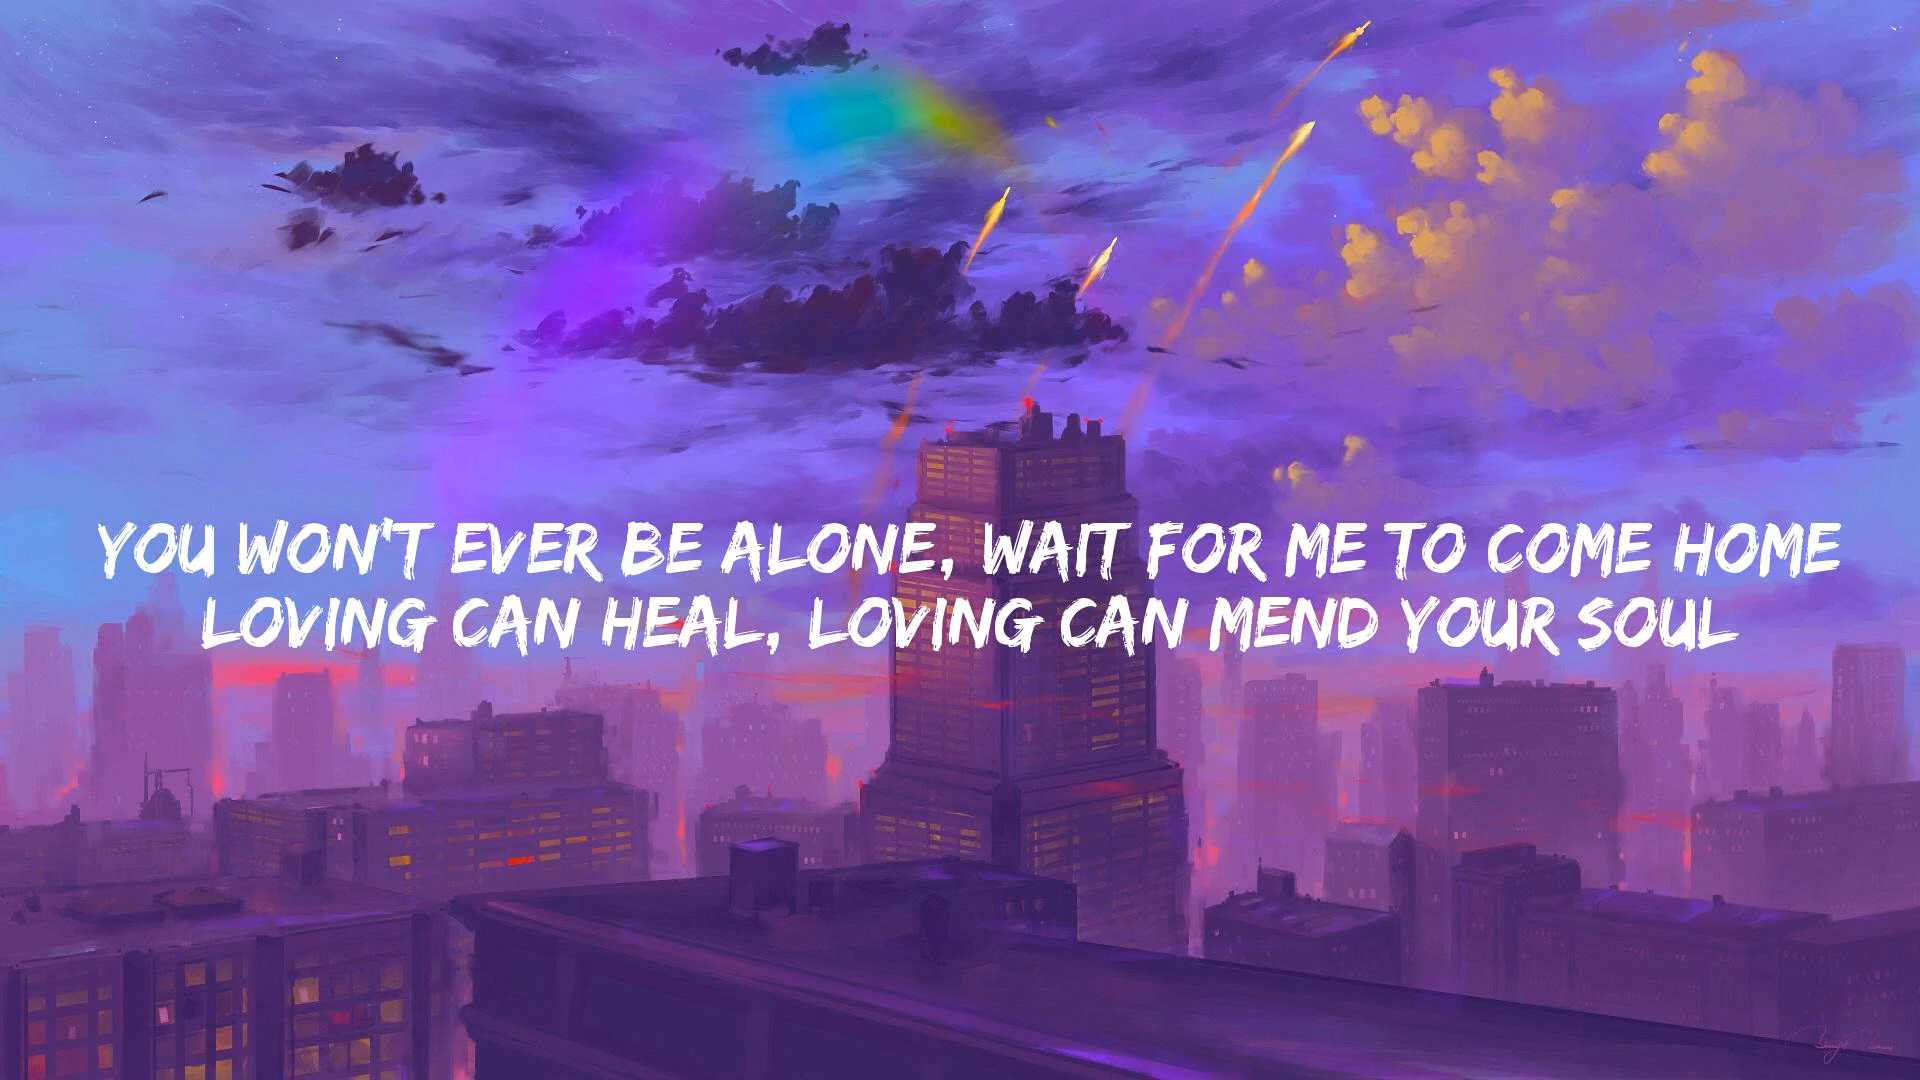 YOU WON'T EVER BE ALONE, WAIT FOR ME TO COME HOME
LOVING CAN HEAL, LOVING CAN MEND YOUR SOUL